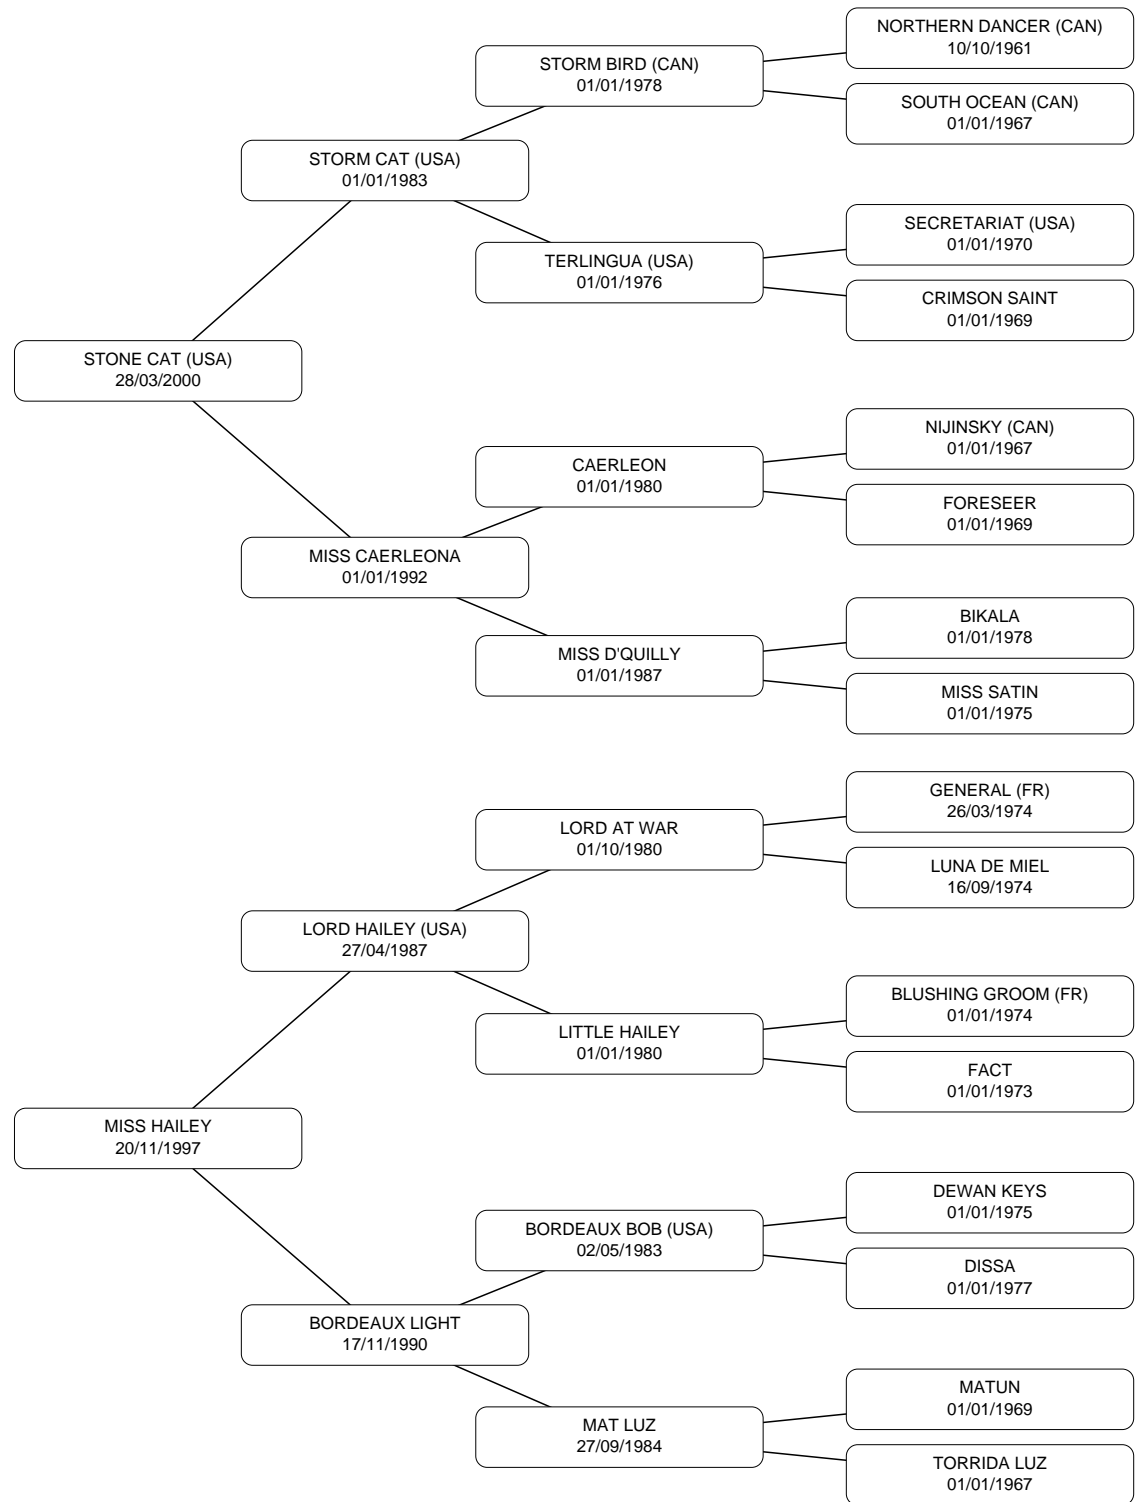 NORTHERN DANCER (CAN)
10/10/1961
STORM BIRD (CAN)
01/01/1978
SOUTH OCEAN (CAN)
01/01/1967
STORM CAT (USA)
01/01/1983
SECRETARIAT (USA)
01/01/1970
TERLINGUA (USA)
01/01/1976
CRIMSON SAINT
01/01/1969
STONE CAT (USA)
28/03/2000
NIJINSKY (CAN)
01/01/1967
CAERLEON
01/01/1980
FORESEER
01/01/1969
MISS CAERLEONA
01/01/1992
BIKALA
01/01/1978
MISS D'QUILLY
01/01/1987
MISS SATIN
01/01/1975
GENERAL (FR)
26/03/1974
LORD AT WAR
01/10/1980
LUNA DE MIEL
16/09/1974
LORD HAILEY (USA)
27/04/1987
BLUSHING GROOM (FR)
01/01/1974
LITTLE HAILEY
01/01/1980
FACT
01/01/1973
MISS HAILEY
20/11/1997
DEWAN KEYS
01/01/1975
BORDEAUX BOB (USA)
02/05/1983
DISSA
01/01/1977
BORDEAUX LIGHT
17/11/1990
MATUN
01/01/1969
MAT LUZ
27/09/1984
TORRIDA LUZ
01/01/1967